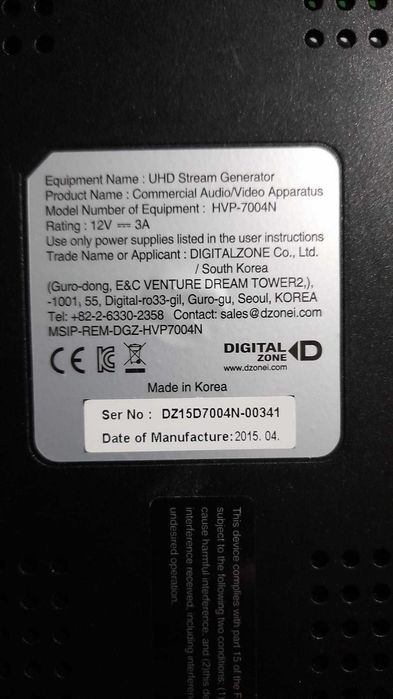 Equipment Name : UHD Stream Generator
Product Name : Commercial Audio/Video Apparatus
Model Number of Equipment : HVP-7004N
Rating : 12V ⎓ 3A
Use only power supplies listed in the user instructions
Trade Name or Applicant : DIGITALZONE Co., Ltd.
/ South Korea
(Guro-dong, E&C VENTURE DREAM TOWER2,),
-1001, 55, Digital-ro33-gil, Guro-gu, Seoul, KOREA
Tel: +82-2-6330-2358 Contact: sales@dzonei.com
MSIP-REM-DGZ-HVP7004N
CE
DIGITAL
ZONE
www.dzonei.com
Made in Korea
Ser No : DZ15D7004N-00341
Date of Manufacture: 2015. 04.
This device complies with part 15 of the F
subject to the following two conditions: (1
cause harmful interference, and (2)this de
interference received, including interferen
undesired operation.